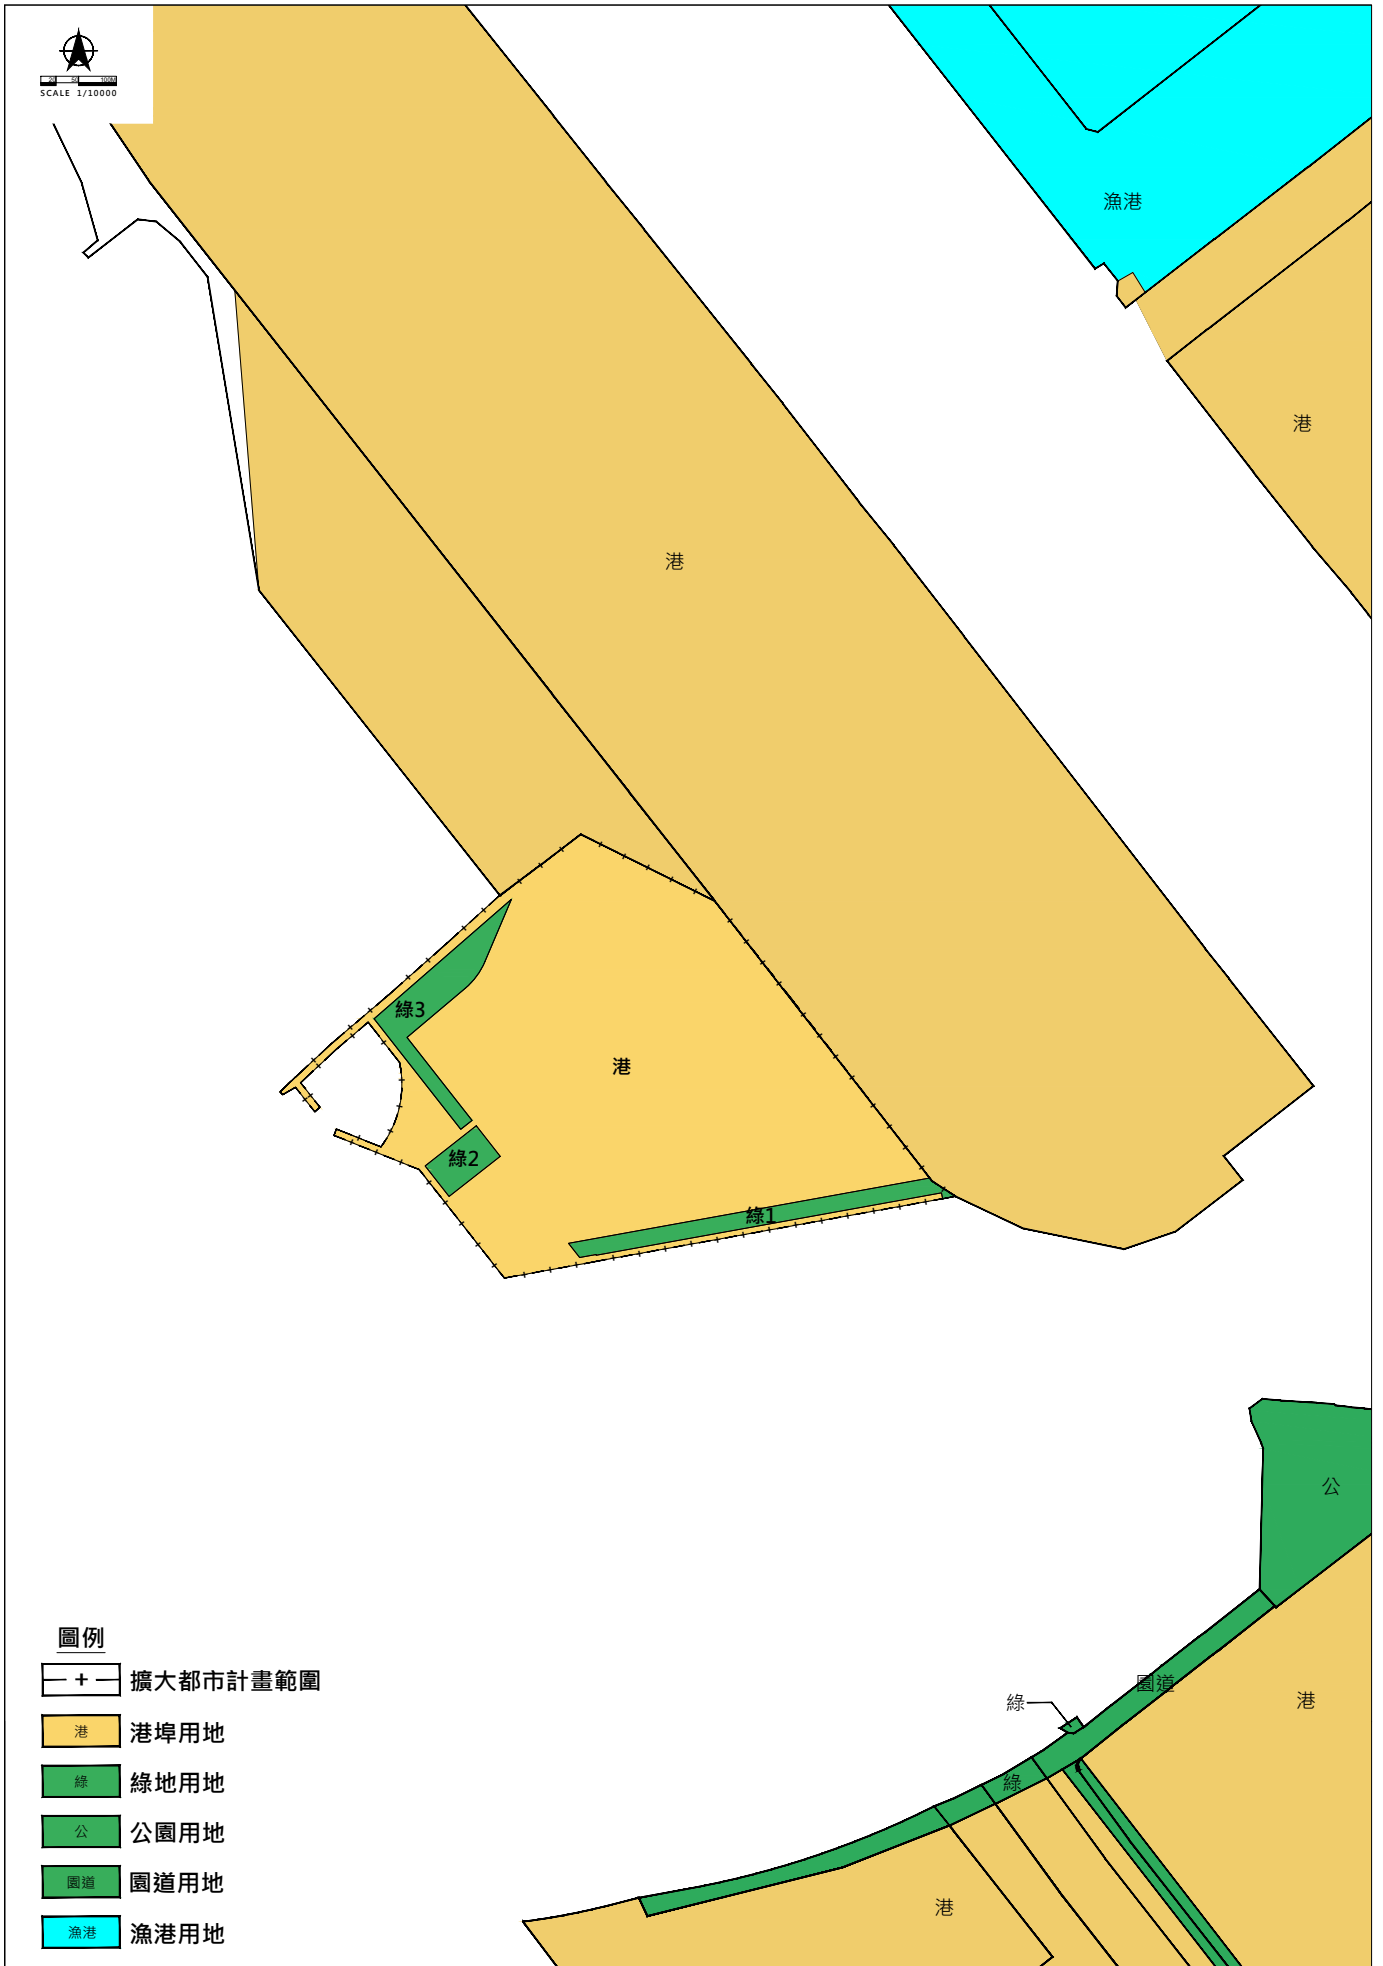 20 50 100M
SCALE 1/10000
漁港
港
港
綠3
港
綠2
綠1
公
園道
綠
港
綠
港
圖例
擴大都市計畫範圍
港 港埠用地
綠 綠地用地
公 公園用地
園道 園道用地
漁港 漁港用地